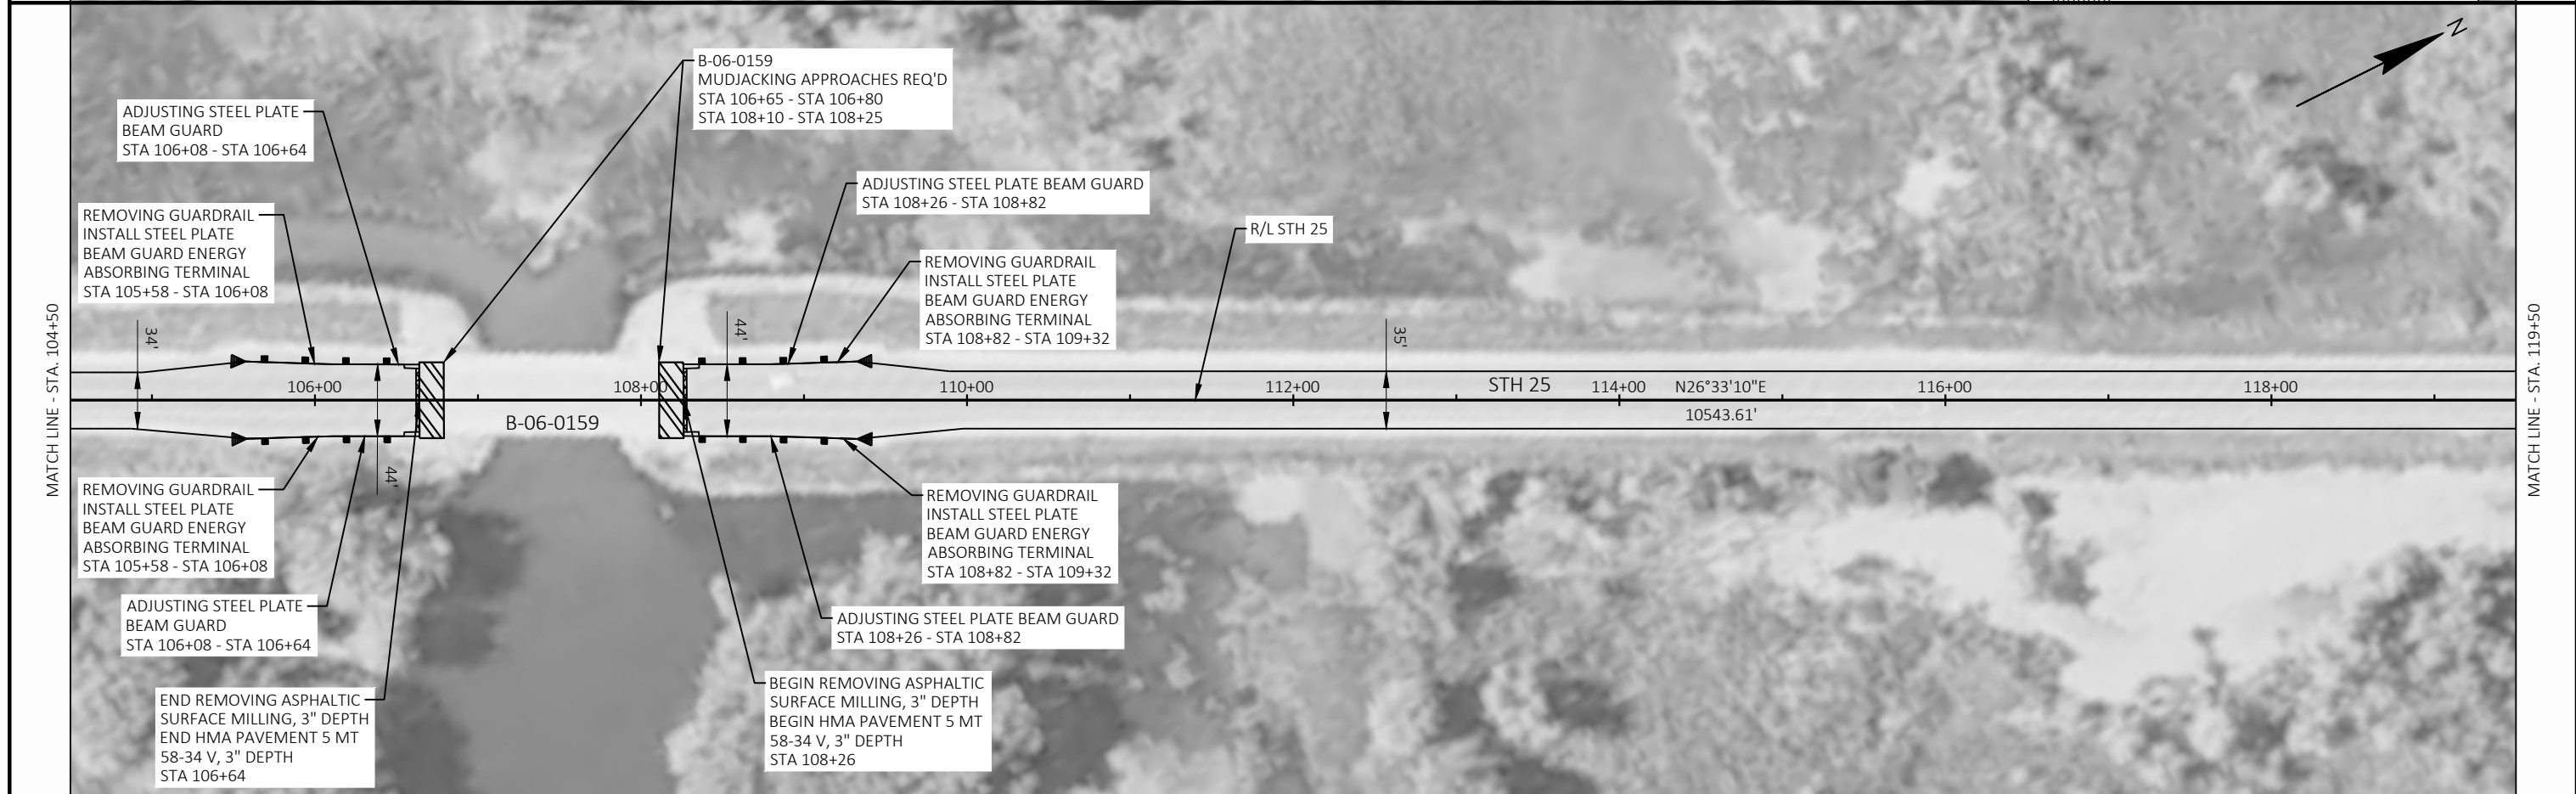 N
B-06-0159
MUDJACKING APPROACHES REQ'D
STA 106+65 - STA 106+80
STA 108+10 - STA 108+25
ADJUSTING STEEL PLATE
BEAM GUARD
STA 106+08 - STA 106+64
ADJUSTING STEEL PLATE BEAM GUARD
STA 108+26 - STA 108+82
REMOVING GUARDRAIL
INSTALL STEEL PLATE
BEAM GUARD ENERGY
ABSORBING TERMINAL
STA 105+58 - STA 106+08
R/L STH 25
REMOVING GUARDRAIL
INSTALL STEEL PLATE
BEAM GUARD ENERGY
ABSORBING TERMINAL
STA 108+82 - STA 109+32
MATCH LINE - STA. 104+50
34'
44'
35'
MATCH LINE - STA. 119+50
106+00
108+00
110+00
112+00
STH 25
114+00
N26°33'10"E
116+00
118+00
10543.61'
B-06-0159
44'
REMOVING GUARDRAIL
INSTALL STEEL PLATE
BEAM GUARD ENERGY
ABSORBING TERMINAL
STA 105+58 - STA 106+08
REMOVING GUARDRAIL
INSTALL STEEL PLATE
BEAM GUARD ENERGY
ABSORBING TERMINAL
STA 108+82 - STA 109+32
ADJUSTING STEEL PLATE
BEAM GUARD
STA 106+08 - STA 106+64
ADJUSTING STEEL PLATE BEAM GUARD
STA 108+26 - STA 108+82
END REMOVING ASPHALTIC
SURFACE MILLING, 3" DEPTH
END HMA PAVEMENT 5 MT
58-34 V, 3" DEPTH
STA 106+64
BEGIN REMOVING ASPHALTIC
SURFACE MILLING, 3" DEPTH
BEGIN HMA PAVEMENT 5 MT
58-34 V, 3" DEPTH
STA 108+26